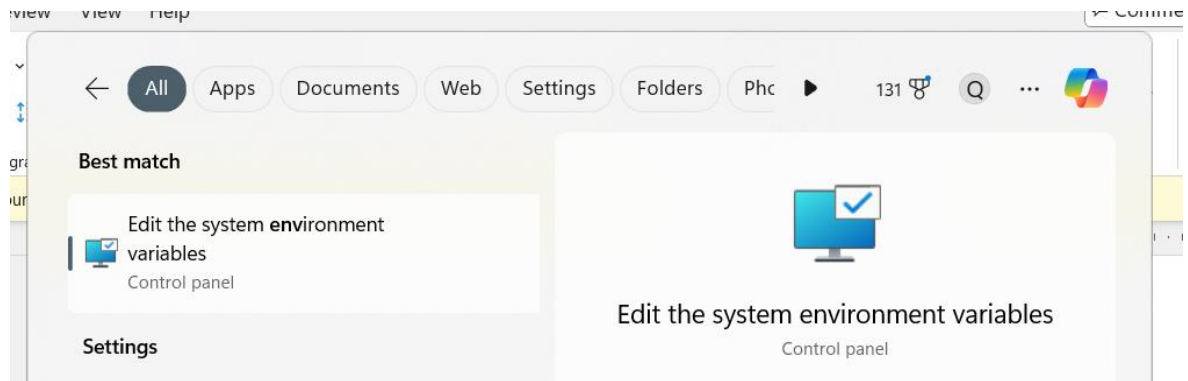 View Help
All Apps Documents Web Settings Folders Phc 131 Q ...
Best match
Edit the system environment
variables
Control panel
Settings
Edit the system environment variables
Control panel